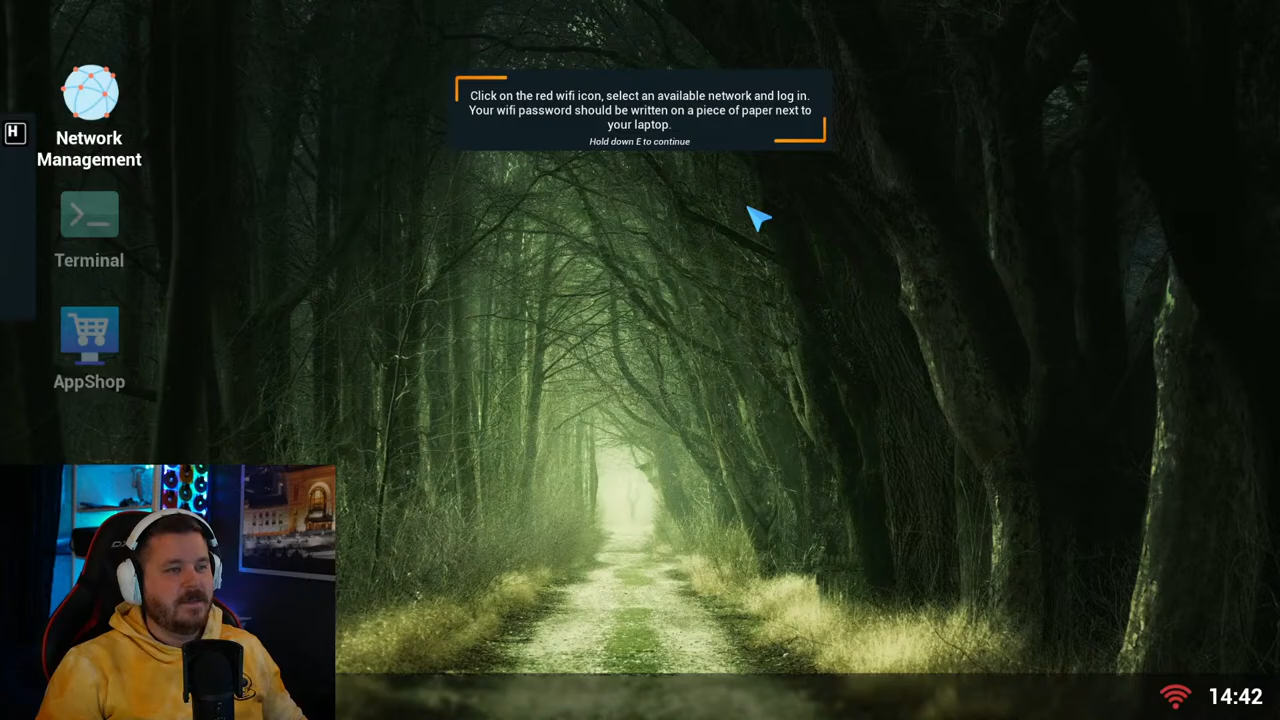 Click on the red wifi icon, select an available network and log in.
Your wifi password should be written on a piece of paper next to
your laptop.
Hold down E to continue
H
Network
Management
Terminal
AppShop
14:42